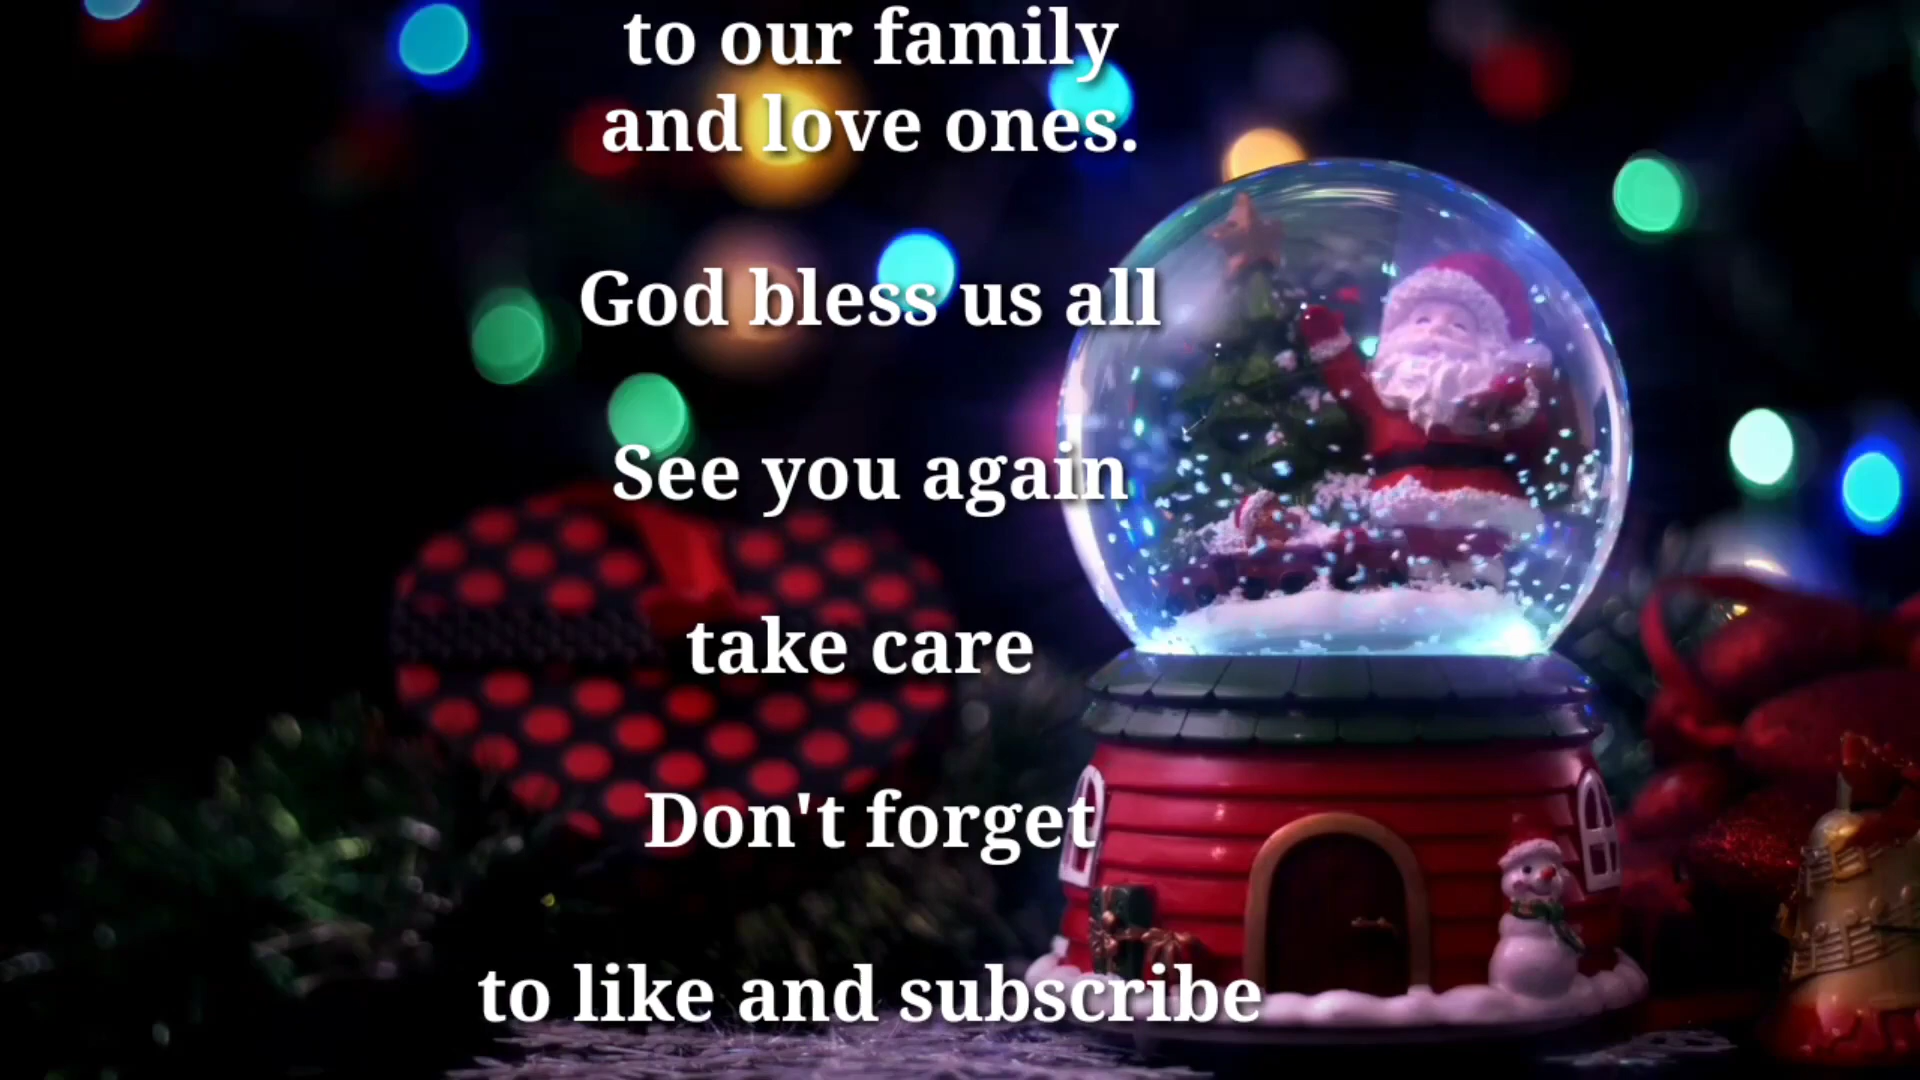 to our family
and love ones.
God bless us all
See you again
take care
Don't forget
to like and subscribe